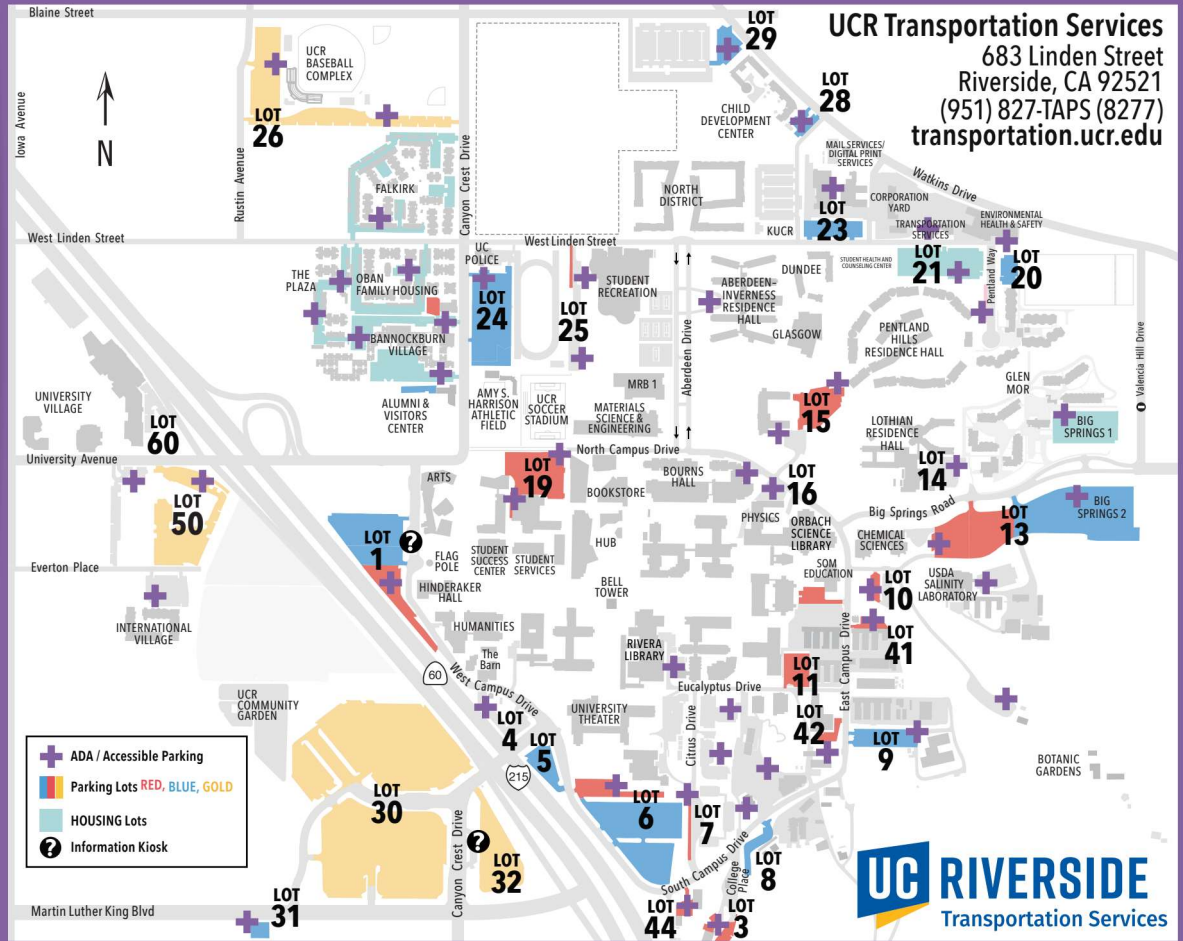 Blaine Street
UCR Transportation Services
683 Linden Street
Riverside, CA 92521
(951) 827-TAPS (8277)
transportation.ucr.edu
Iowa Avenue
N
UCR
BASEBALL
COMPLEX
LOT
26
Rustin Avenue
Canyon Crest Drive
FALKIRK
LOT
29
LOT
28
CHILD
DEVELOPMENT
CENTER
MAIL SERVICES/
DIGITAL PRINT
SERVICES
Watkins Drive
NORTH
DISTRICT
CORPORATION
YARD
KUCR
LOT
23
TRANSPORTATION
SERVICES
ENVIRONMENTAL
HEALTH & SAFETY
West Linden Street
West Linden Street
UC
POLICE
THE
PLAZA
OBAN
FAMILY HOUSING
LOT
24
LOT
25
STUDENT
RECREATION
BANNOCKBURN
VILLAGE
Aberdeen Drive
ABERDEEN-
INVERNESS
RESIDENCE
HALL
DUNDEE
GLASGOW
STUDENT HEALTH AND
COUNSELING CENTER
LOT
21
Pentland Way
LOT
20
PENTLAND
HILLS
RESIDENCE HALL
Valencia Hill Drive
UNIVERSITY
VILLAGE
ALUMNI &
VISITORS
CENTER
AMY S.
HARRISON
ATHLETIC
FIELD
UCR
SOCCER
STADIUM
MRB 1
MATERIALS
SCIENCE &
ENGINEERING
LOT
15
GLEN
MOR
LOTHIAN
RESIDENCE
HALL
BIG
SPRINGS 1
LOT
60
University Avenue
North Campus Drive
LOT
14
LOT
50
ARTS
LOT
19
BOOKSTORE
BOURNS
HALL
LOT
16
PHYSICS
ORBACH
SCIENCE
LIBRARY
Big Springs Road
BIG
SPRINGS 2
LOT
13
CHEMICAL
SCIENCES
LOT
1
?
FLAG
POLE
STUDENT
SUCCESS
CENTER
STUDENT
SERVICES
HUB
Everton Place
HINDERAKER
HALL
BELL
TOWER
SOM
EDUCATION
LOT
10
USDA
SALINITY
LABORATORY
INTERNATIONAL
VILLAGE
HUMANITIES
The
Barn
RIVERA
LIBRARY
LOT
41
East Campus Drive
60
West Campus Drive
Eucalyptus Drive
LOT
11
UCR
COMMUNITY
GARDEN
LOT
4
UNIVERSITY
THEATER
Citrus Drive
LOT
42
LOT
9
BOTANIC
GARDENS
LOT
5
215
ADA / Accessible Parking
Parking Lots RED, BLUE, GOLD
HOUSING Lots
? Information Kiosk
LOT
30
LOT
6
LOT
7
Canyon Crest Drive
?
LOT
32
South Campus Drive
College
Place
LOT
8
Martin Luther King Blvd
LOT
31
LOT
44
LOT
3
UC RIVERSIDE
Transportation Services